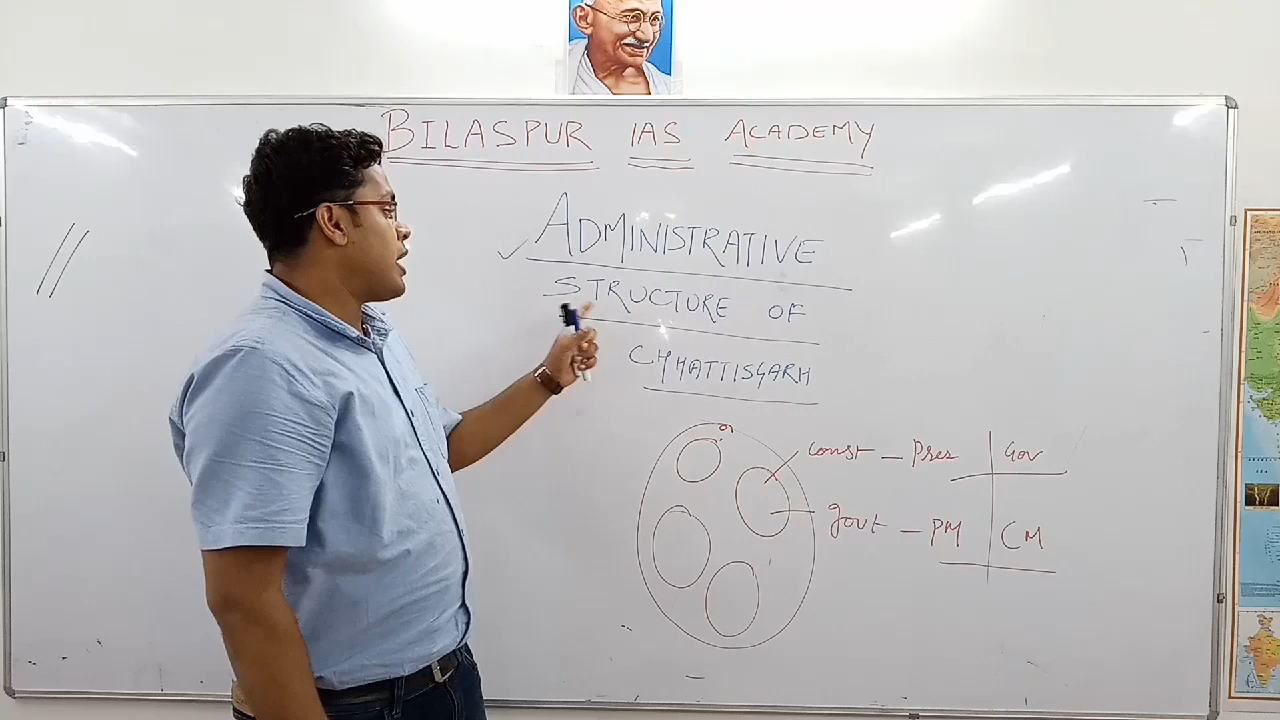 BILASPUR IAS ACADEMY
ADMINISTRATIVE
STRUCTURE OF
CHHATTISGARH
const - Pres Gov
govt - PM CM